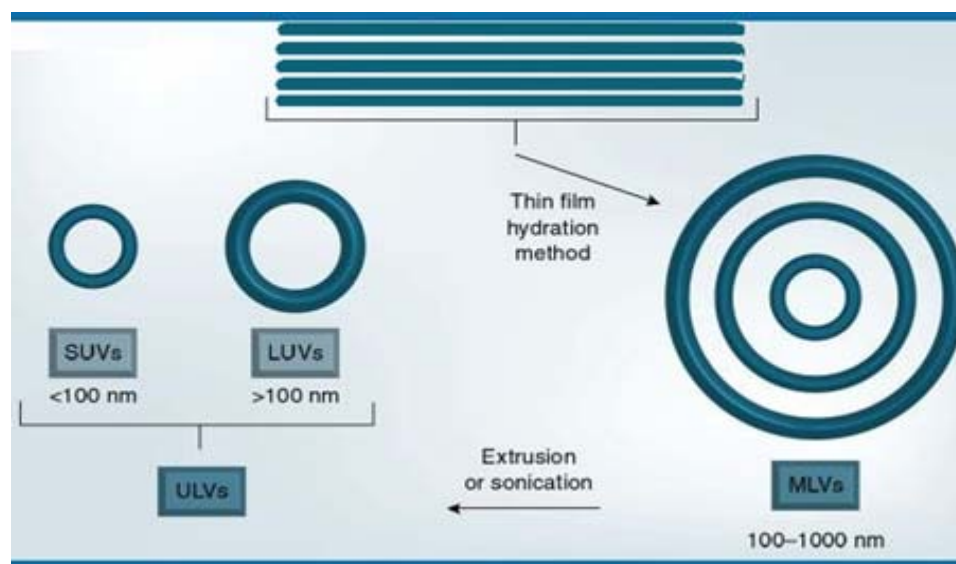 Thin film
hydration
method
SUVs
LUVs
<100 nm
>100 nm
ULVs
Extrusion
or sonication
MLVs
100–1000 nm